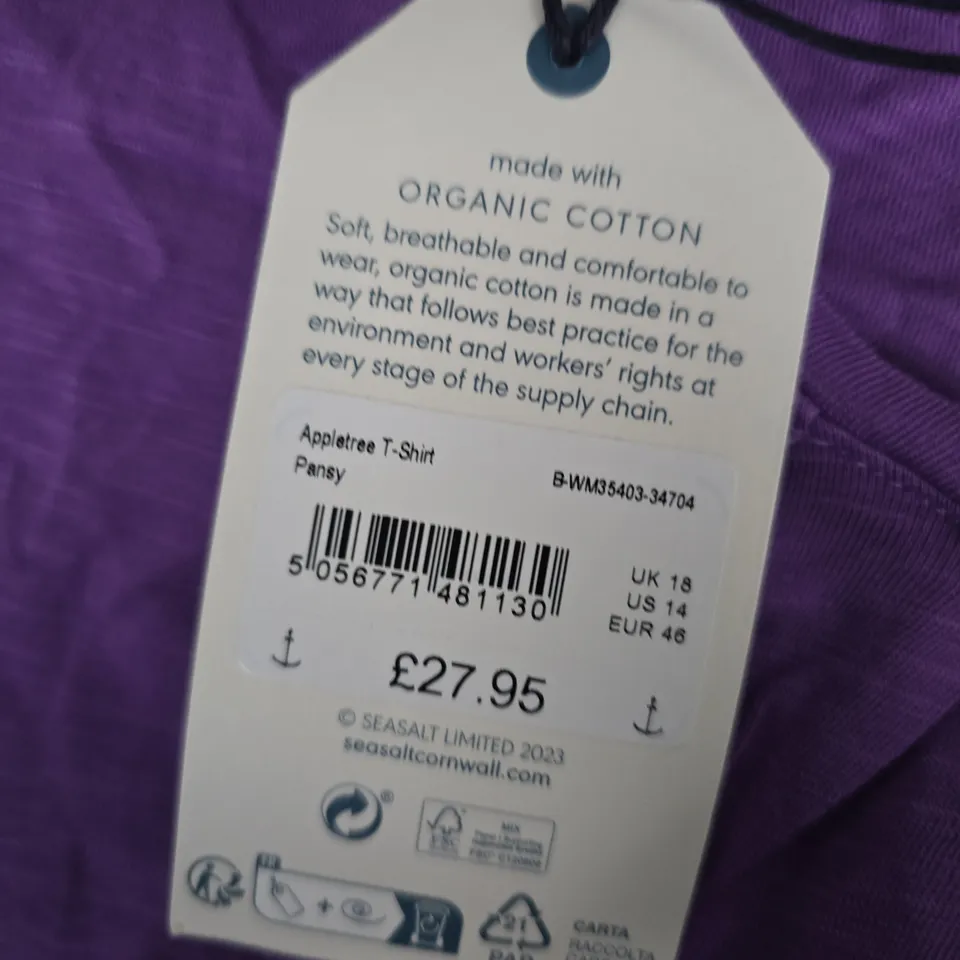 made with
ORGANIC COTTON
Soft, breathable and comfortable to
wear, organic cotton is made in a
way that follows best practice for the
environment and workers' rights at
every stage of the supply chain.
Appletree T-Shirt
Pansy
B-WM35403-34704
5 056771 481130
UK 18
US 14
EUR 46
£27.95
© SEASALT LIMITED 2023
seasaltcornwall.com
®
MIX
FSC
FR
21
PAP
CARTA
RACCOLTA